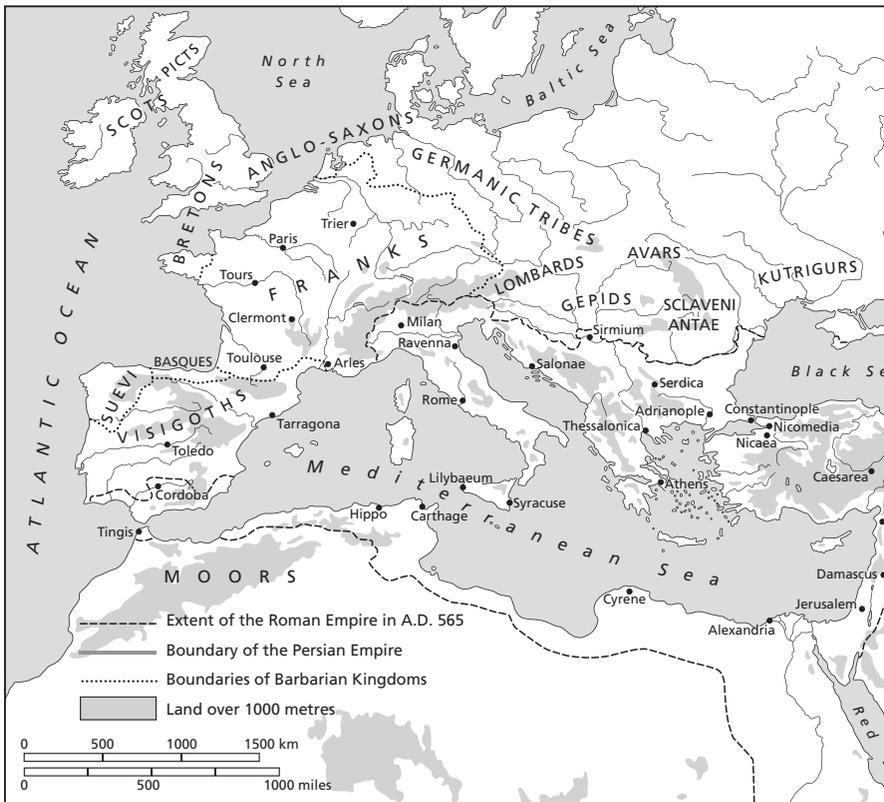 PICTS
North
Sea
Baltic Sea
SCOTS
ANGLO-SAXONS
GERMANIC TRIBES
BRETONS
Trier
Paris
FRANKS
Tours
AVARS
LOMBARDS
KUTRIGURS
GEPIDS
SCLAVENI
ANTAE
ATLANTIC OCEAN
Clermont
Milan
Sirmium
Ravenna
BASQUES
Toulouse
Arles
Salonae
Black Se
SUEVI
VISIGOTHS
Serdica
Rome
Adrianople
Constantinople
Tarragona
Thessalonica
Nicomedia
Nicaea
Toledo
Mediterranean Sea
Lilybaeum
Caesarea
Cordoba
Athens
Syracuse
Hippo
Carthage
Tingis
MOORS
Damascus
Cyrene
Jerusalem
Alexandria
Extent of the Roman Empire in A.D. 565
Boundary of the Persian Empire
Boundaries of Barbarian Kingdoms
Land over 1000 metres
Red
0 500 1000 1500 km
0 500 1000 miles